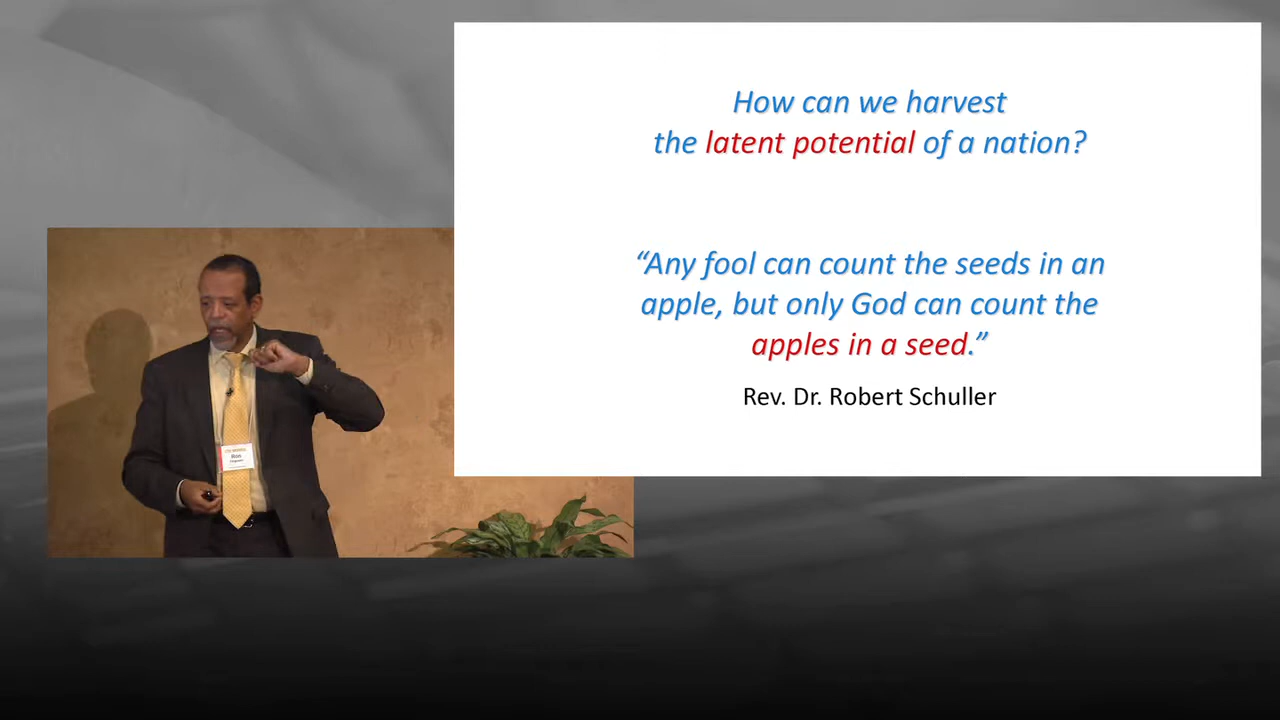 How can we harvest
the latent potential of a nation?
“Any fool can count the seeds in an
apple, but only God can count the
apples in a seed.”
Rev. Dr. Robert Schuller
Ron